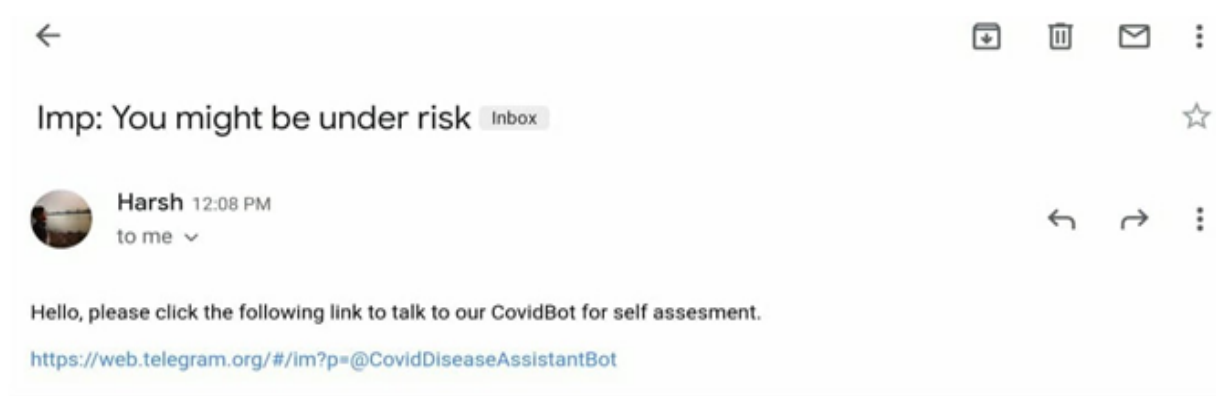 Imp: You might be under risk Inbox
Harsh 12:08 PM
to me
Hello, please click the following link to talk to our CovidBot for self assesment.
https://web.telegram.org/#/im?p=@CovidDiseaseAssistantBot